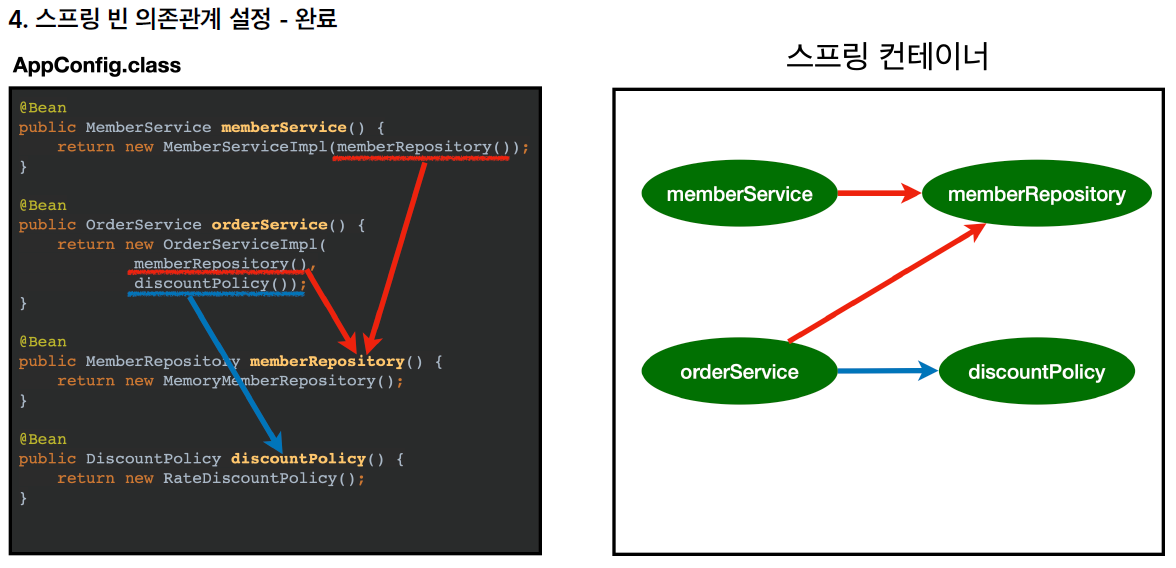 4. 스프링 빈 의존관계 설정 - 완료
AppConfig.class
@Bean
public MemberService memberService() {
    return new MemberServiceImpl(memberRepository());
}
@Bean
public OrderService orderService() {
    return new OrderServiceImpl(
            memberRepository(),
            discountPolicy());
}
@Bean
public MemberRepository memberRepository() {
    return new MemoryMemberRepository();
}
@Bean
public DiscountPolicy discountPolicy() {
    return new RateDiscountPolicy();
}
스프링 컨테이너
memberService
memberRepository
orderService
discountPolicy